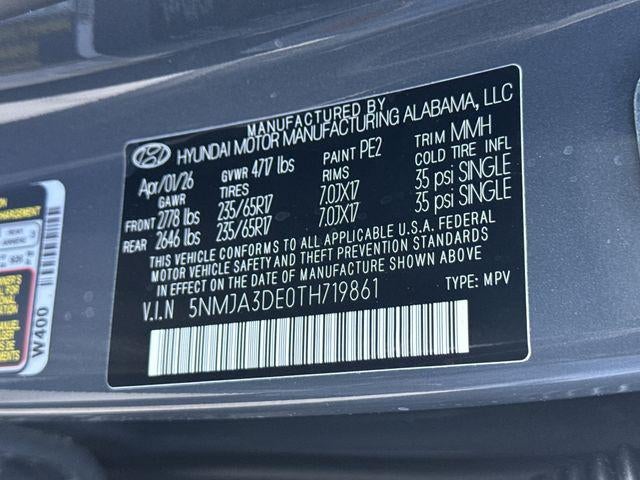 MANUFACTURED BY
HYUNDAI MOTOR MANUFACTURING ALABAMA, LLC
Apr/01/26 GVWR 4717 lbs PAINT PE2 TRIM MMH
GAWR TIRES RIMS COLD TIRE INFL
FRONT 2778 lbs 235/65R17 7.0JX17 35 psi SINGLE
REAR 2646 lbs 235/65R17 7.0JX17 35 psi SINGLE
THIS VEHICLE CONFORMS TO ALL APPLICABLE U.S.A. FEDERAL
MOTOR VEHICLE SAFETY AND THEFT PREVENTION STANDARDS
IN EFFECT ON THE DATE OF MANUFACTURE SHOWN ABOVE
V.I.N 5NMJA3DE0TH719861 TYPE: MPV
W400